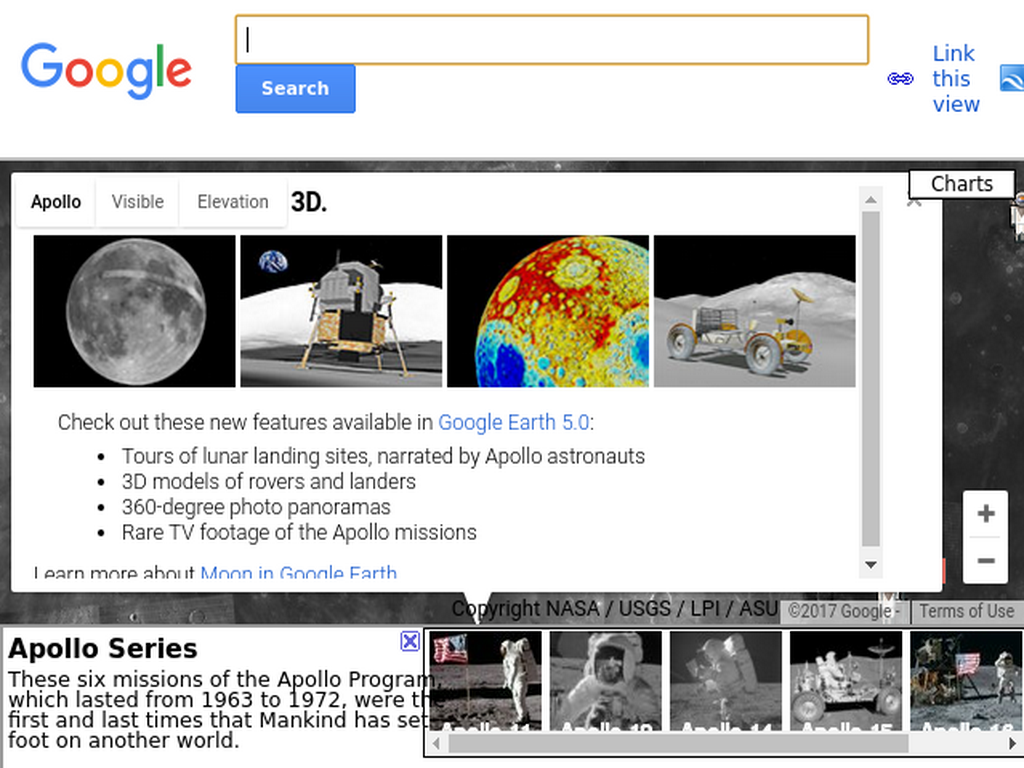 Google
Search
Link
this
view
Charts
Apollo
Visible
Elevation
3D.
Check out these new features available in Google Earth 5.0:
• Tours of lunar landing sites, narrated by Apollo astronauts
• 3D models of rovers and landers
• 360-degree photo panoramas
• Rare TV footage of the Apollo missions
Learn more about Moon in Google Earth
+
−
Copyright NASA / USGS / LPI / ASU
©2017 Google -
Terms of Use
Apollo Series
These six missions of the Apollo Program,
which lasted from 1963 to 1972, were the
first and last times that Mankind has set
foot on another world.
Apollo 11
Apollo 12
Apollo 14
Apollo 15
Apollo 16